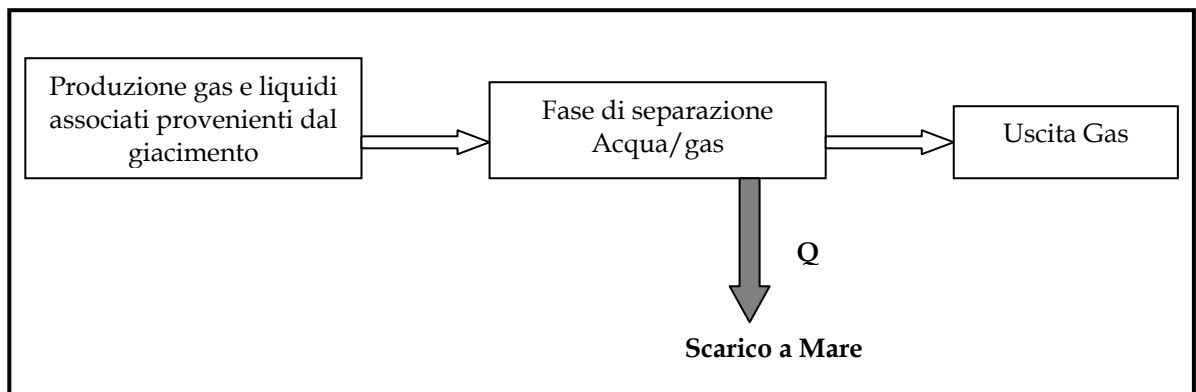 Produzione gas e liquidi
associati provenienti dal
giacimento
Fase di separazione
Acqua/gas
Uscita Gas
Q
Scarico a Mare